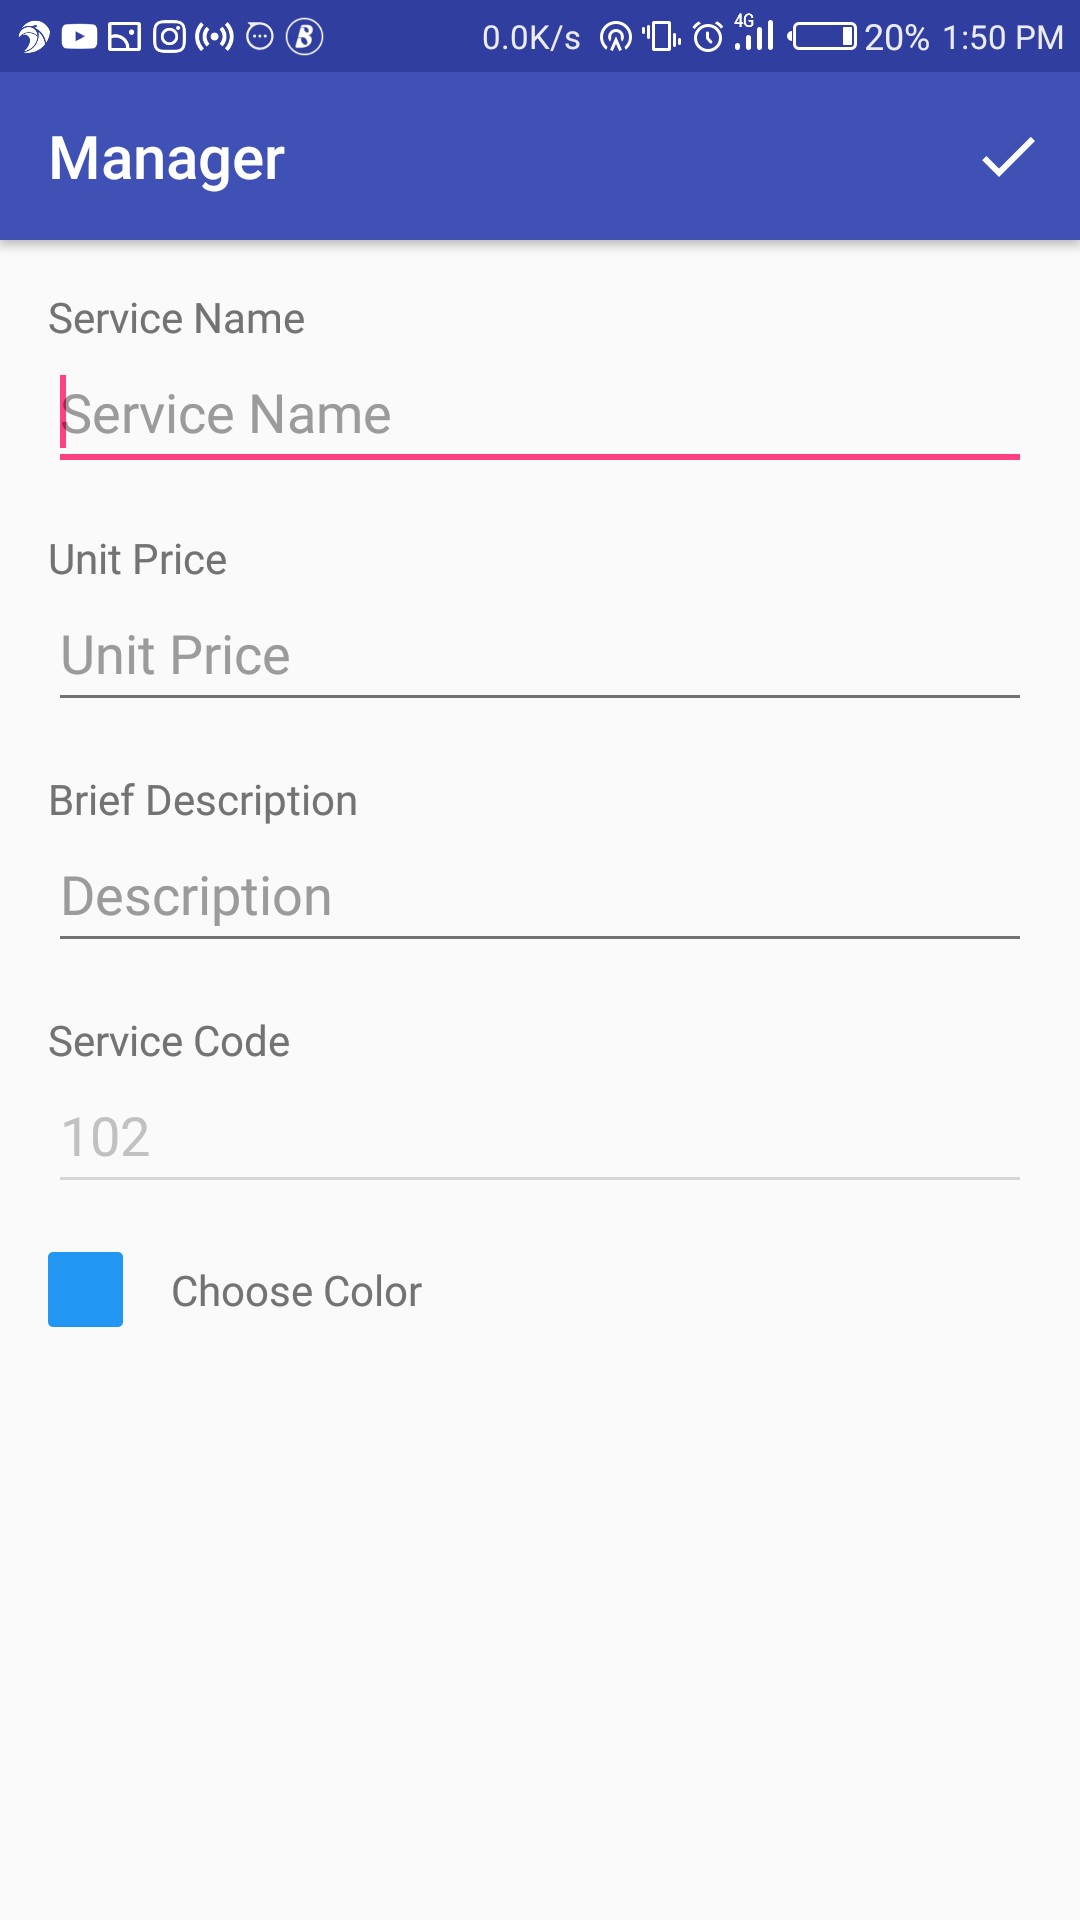 0.0K/s 4G 20% 1:50 PM
Manager
Service Name
Service Name
Unit Price
Unit Price
Brief Description
Description
Service Code
102
Choose Color